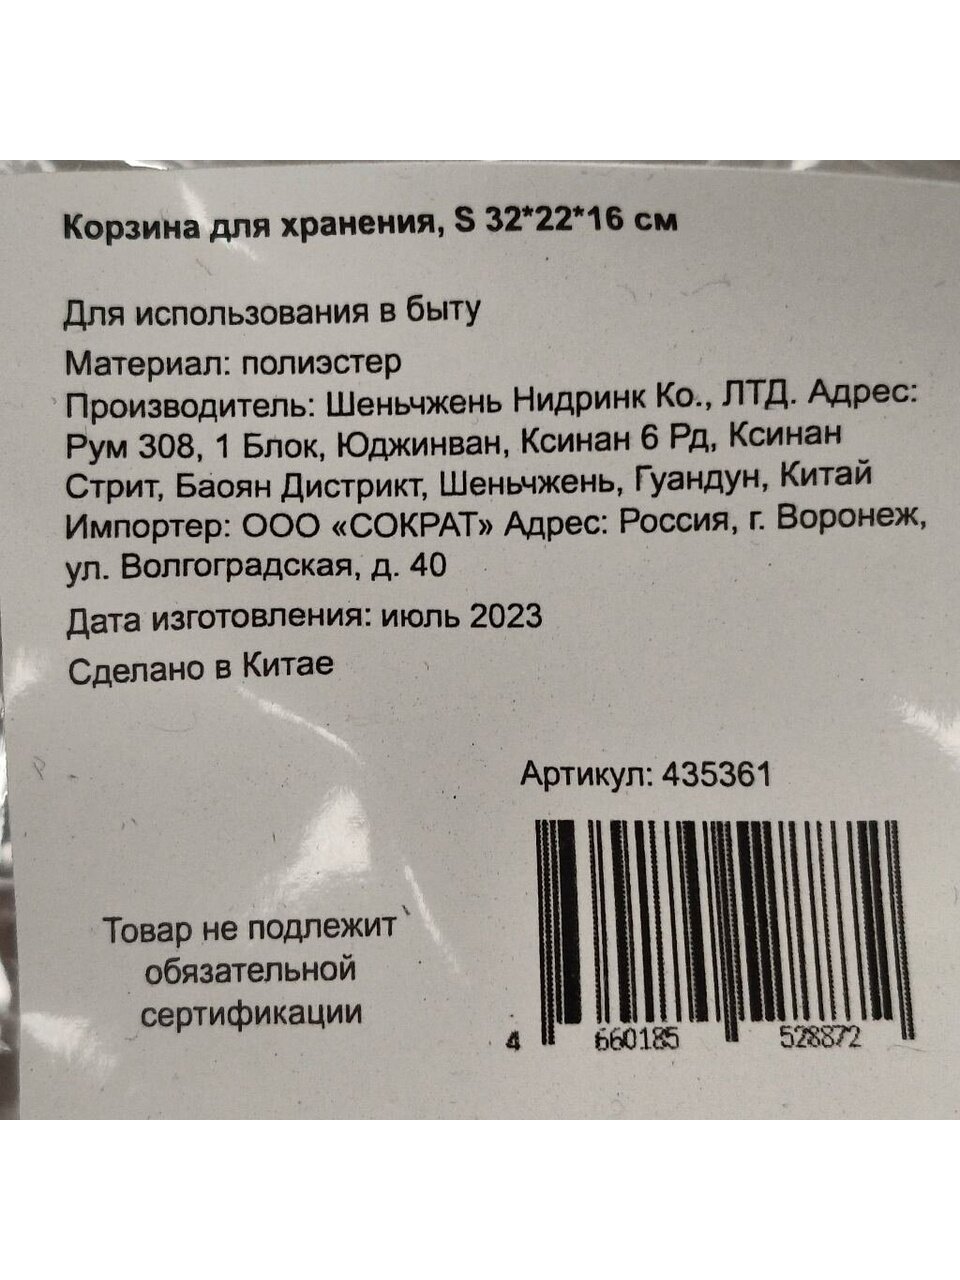 Корзина для хранения, S 32*22*16 см
Для использования в быту
Материал: полиэстер
Производитель: Шеньчжень Нидринк Ко., ЛТД. Адрес:
Рум 308, 1 Блок, Юджинван, Ксинан 6 Рд, Ксинан
Стрит, Баоян Дистрикт, Шеньчжень, Гуандун, Китай
Импортер: ООО «СОКРАТ» Адрес: Россия, г. Воронеж,
ул. Волгоградская, д. 40
Дата изготовления: июль 2023
Сделано в Китае
Артикул: 435361
Товар не подлежит
обязательной
сертификации
4 660185 528872